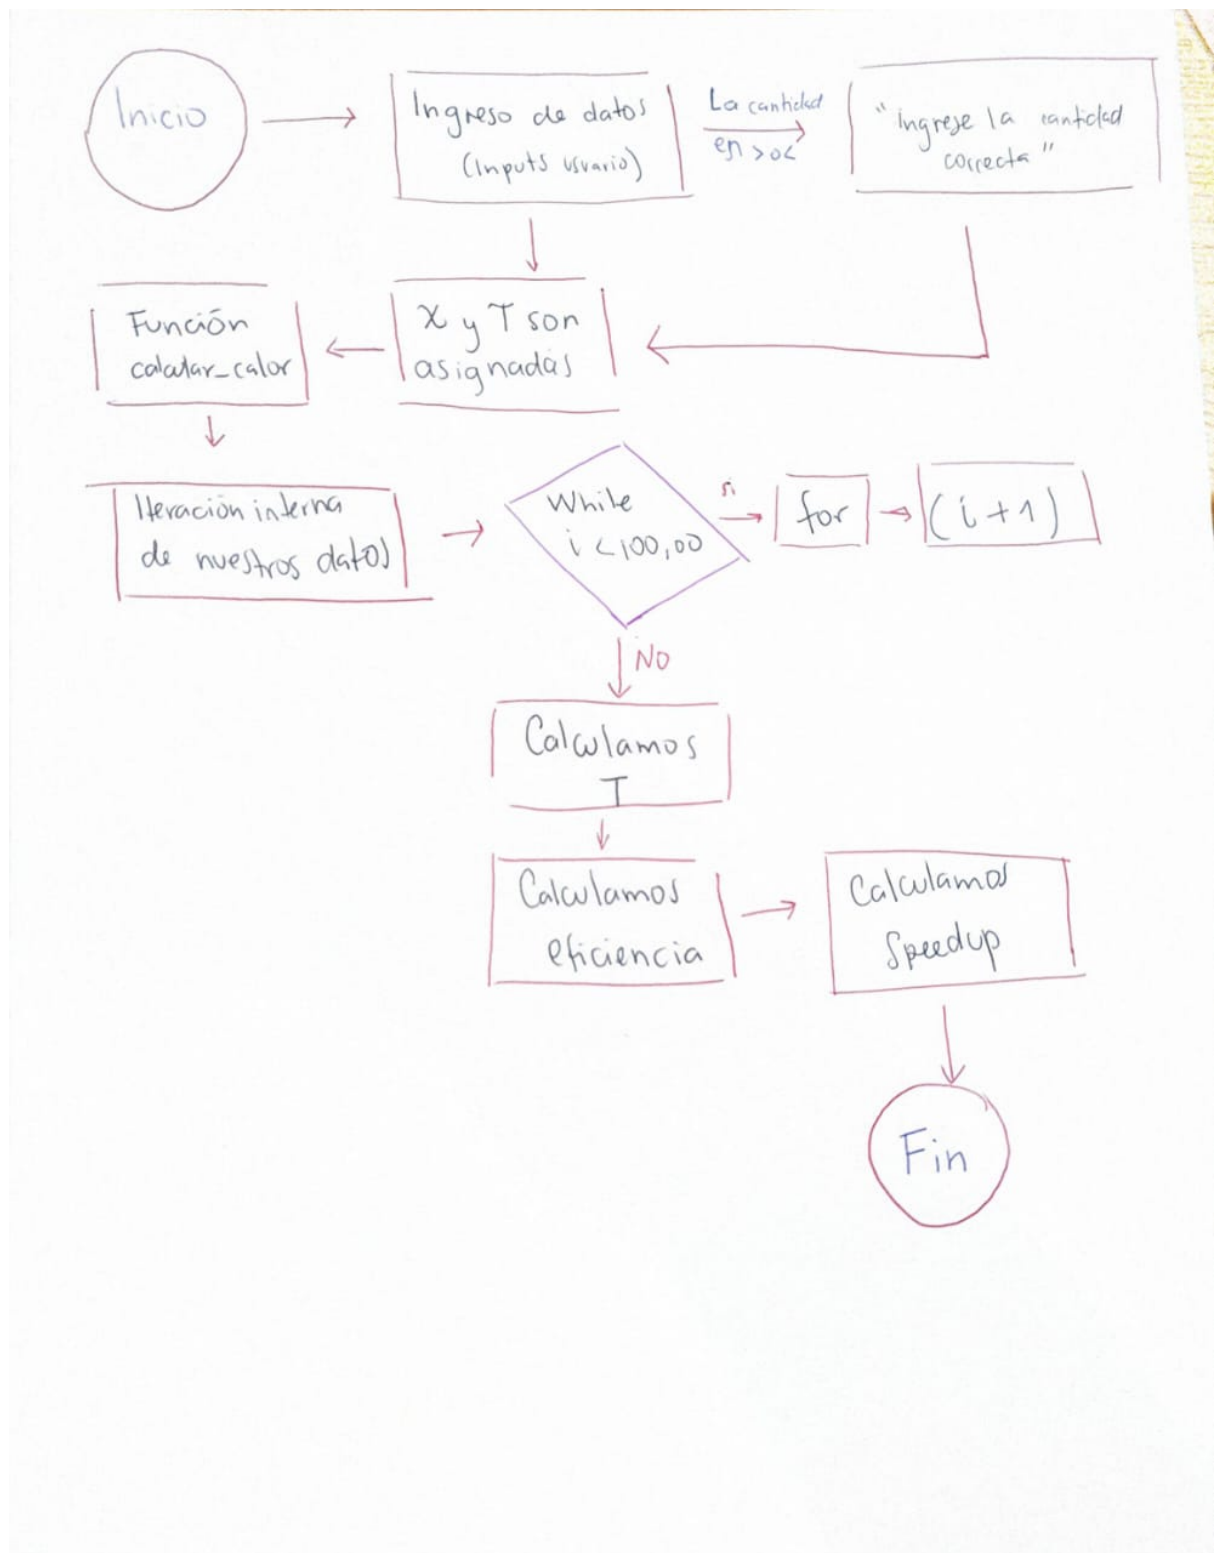 Inicio
Ingreso de datos
(Inputs usuario)
La cantidad
en > o <
"ingrese la cantidad
correcta"
X y T son
asignadas
Función
calcular_calor
Iteración interna
de nuestros datos
While
i < 100,00
si
for
(i + 1)
NO
Calculamos
T
Calculamos
eficiencia
Calculamos
Speedup
Fin